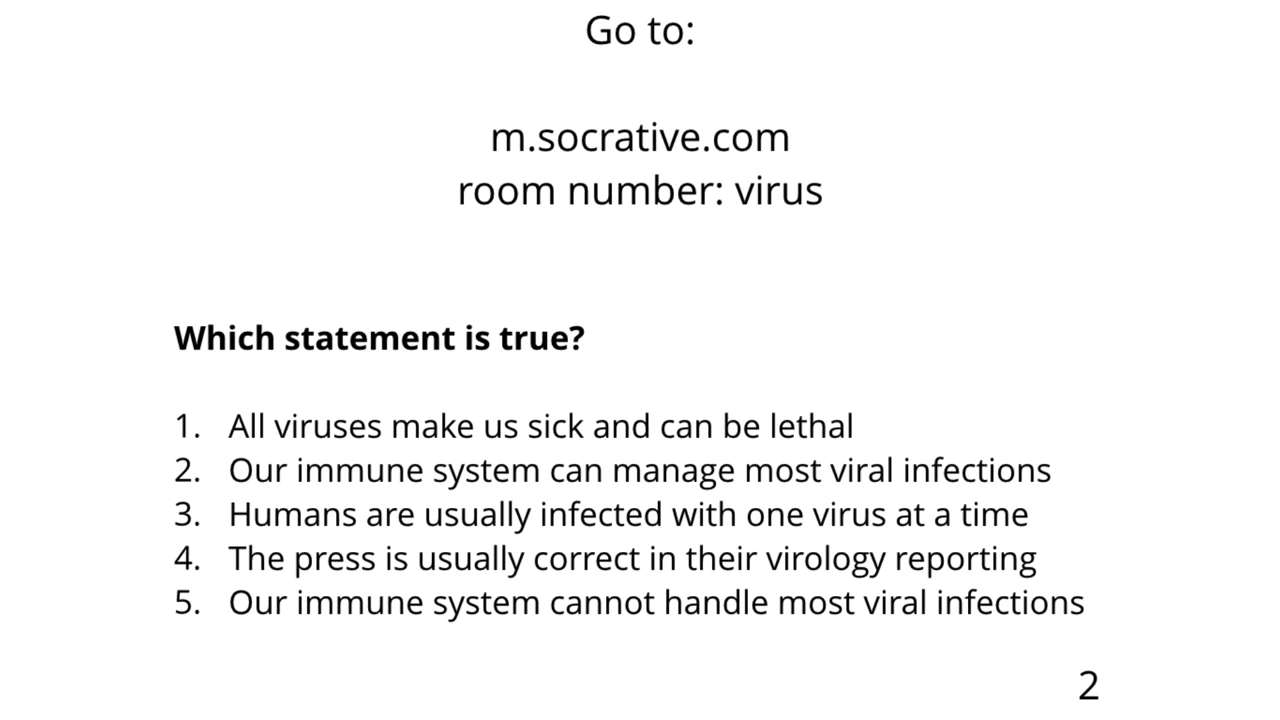 Go to:
m.socrative.com
room number: virus
Which statement is true?
1. All viruses make us sick and can be lethal
2. Our immune system can manage most viral infections
3. Humans are usually infected with one virus at a time
4. The press is usually correct in their virology reporting
5. Our immune system cannot handle most viral infections
2